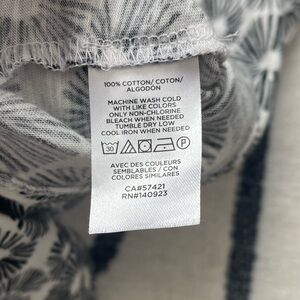 100% COTTON/ COTON/
ALGODON
MACHINE WASH COLD
WITH LIKE COLORS
ONLY NON-CHLORINE
BLEACH WHEN NEEDED
TUMBLE DRY LOW
COOL IRON WHEN NEEDED
30 P
AVEC DES COULEURS
SEMBLABLES / CON
COLORES SIMILARES
CA#57421
RN#140923